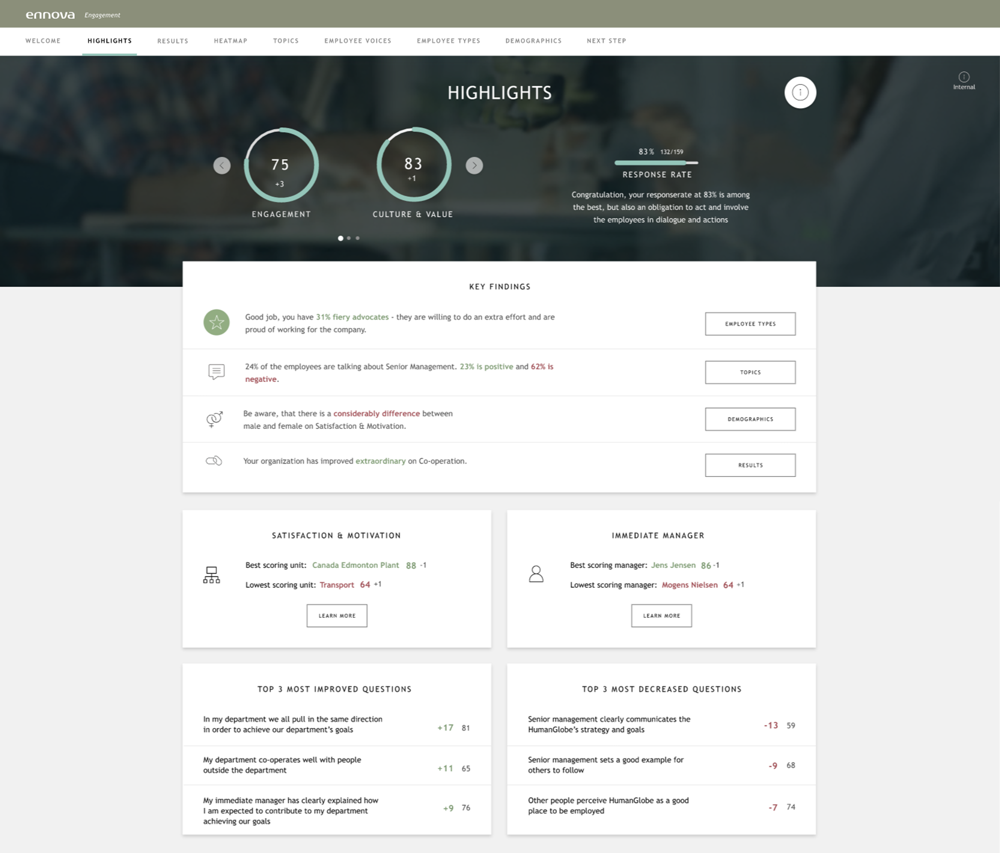 ennova Engagement
WELCOME HIGHLIGHTS RESULTS HEATMAP TOPICS EMPLOYEE VOICES EMPLOYEE TYPES DEMOGRAPHICS NEXT STEP
HIGHLIGHTS
Internal
75
+3
ENGAGEMENT
83
+1
CULTURE & VALUE
83% 132/159
RESPONSE RATE
Congratulation, your responserate at 83% is among
the best, but also an obligation to act and involve
the employees in dialogue and actions
KEY FINDINGS
Good job, you have 31% fiery advocates - they are willing to do an extra effort and are
proud of working for the company.
EMPLOYEE TYPES
24% of the employees are talking about Senior Management. 23% is positive and 62% is
negative.
TOPICS
Be aware, that there is a considerably difference between
male and female on Satisfaction & Motivation.
DEMOGRAPHICS
Your organization has improved extraordinary on Co-operation.
RESULTS
SATISFACTION & MOTIVATION
Best scoring unit: Canada Edmonton Plant 88 -1
Lowest scoring unit: Transport 64 +1
LEARN MORE
IMMEDIATE MANAGER
Best scoring manager: Jens Jensen 86 -1
Lowest scoring manager: Mogens Nielsen 64 +1
LEARN MORE
TOP 3 MOST IMPROVED QUESTIONS
In my department we all pull in the same direction
in order to achieve our department's goals
+17 81
My department co-operates well with people
outside the department
+11 65
My immediate manager has clearly explained how
I am expected to contribute to my department
achieving our goals
+9 76
TOP 3 MOST DECREASED QUESTIONS
Senior management clearly communicates the
HumanGlobe's strategy and goals
-13 59
Senior management sets a good example for
others to follow
-9 68
Other people perceive HumanGlobe as a good
place to be employed
-7 74